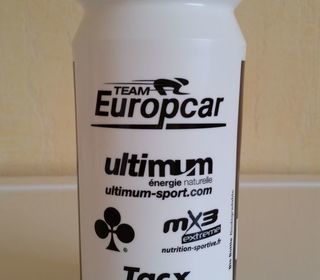 TEAM
Europcar
ultimum
énergie naturelle
ultimum-sport.com
mX3
extreme
nutrition-sportive.fr
Tacx